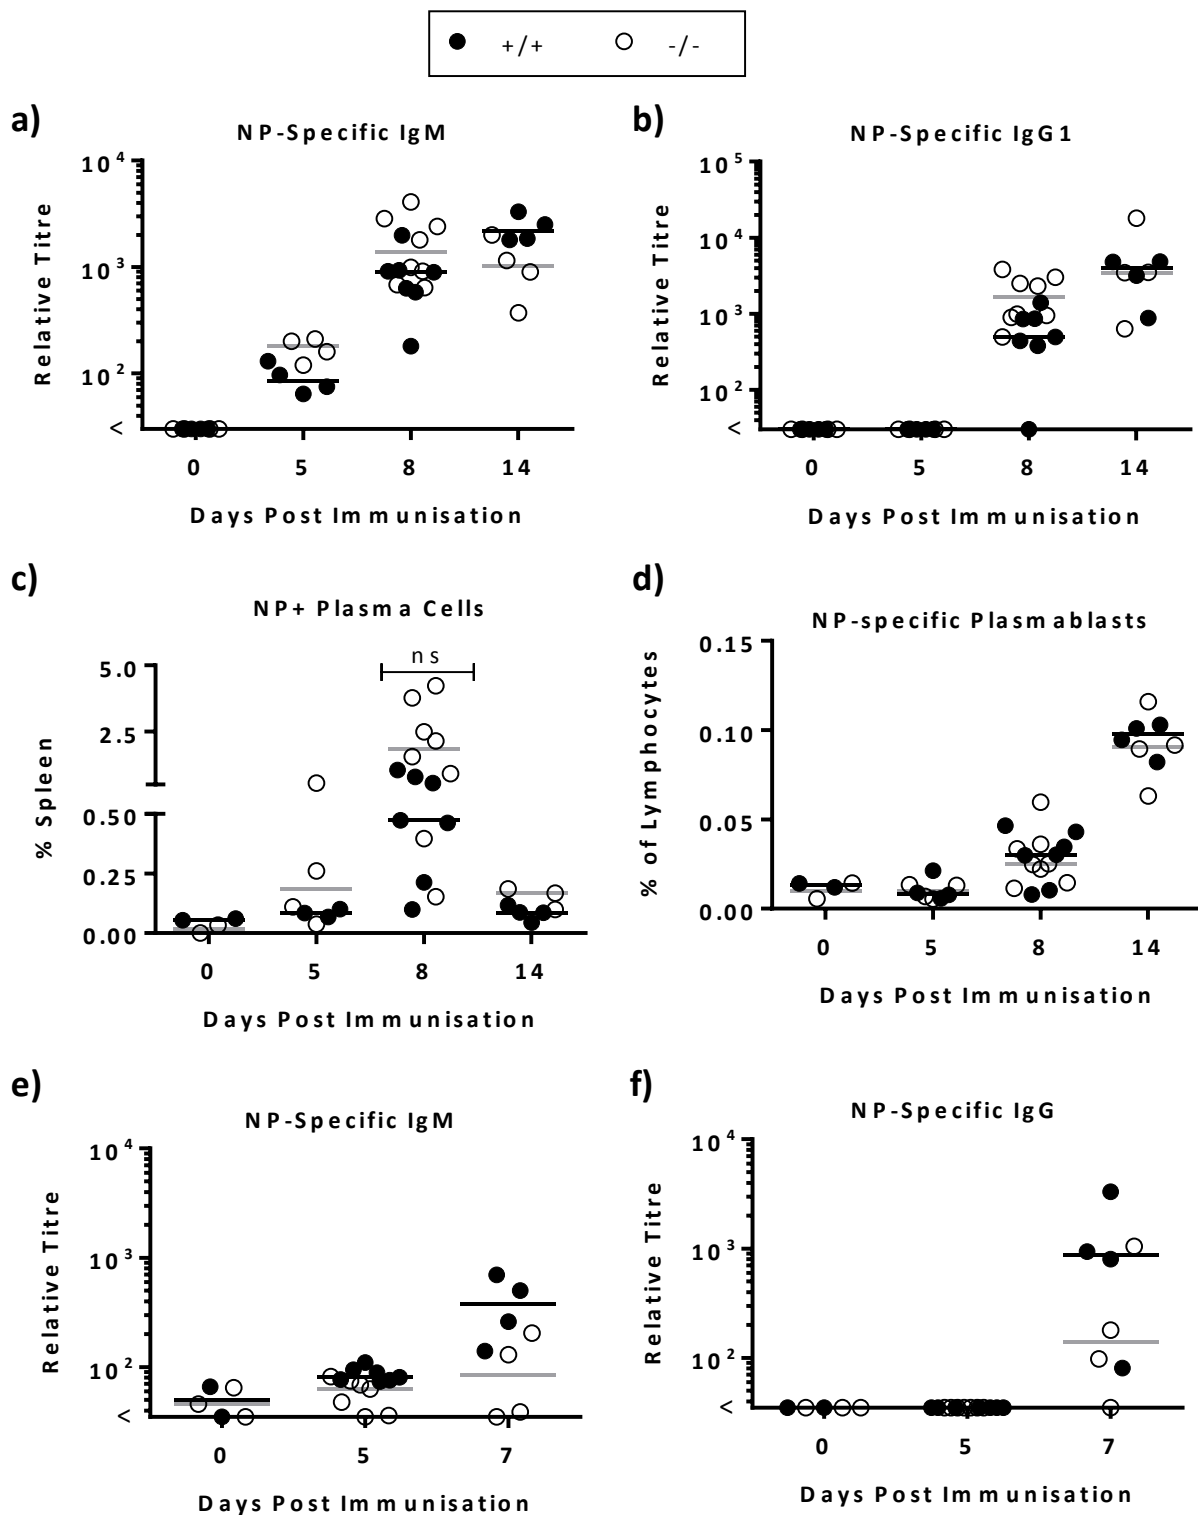 +/+ -/-
a)
NP-Specific IgM
10^4
10^3
10^2
<
Relative Titre
0 5 8 14
Days Post Immunisation
b)
NP-Specific IgG1
10^5
10^4
10^3
10^2
<
Relative Titre
0 5 8 14
Days Post Immunisation
c)
NP+ Plasma Cells
ns
5.0
2.5
0.50
0.25
0.00
% Spleen
0 5 8 14
Days Post Immunisation
d)
NP-specific Plasmablasts
0.15
0.10
0.05
0.00
% of Lymphocytes
0 5 8 14
Days Post Immunisation
e)
NP-Specific IgM
10^4
10^3
10^2
<
Relative Titre
0 5 7
Days Post Immunisation
f)
NP-Specific IgG
10^4
10^3
10^2
<
Relative Titre
0 5 7
Days Post Immunisation